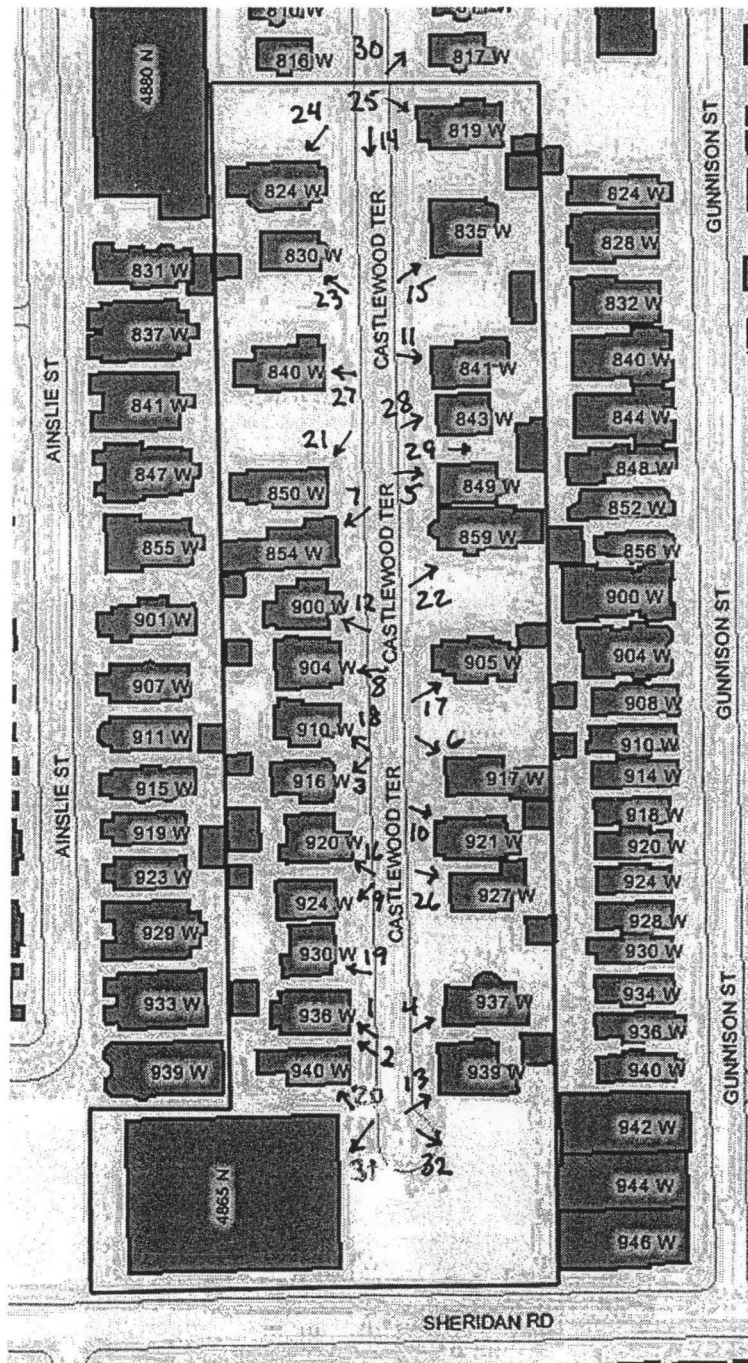 810 W
817 W
4880 N
816 W
30
817 W
24
25
819 W
14
GUNNISON ST
824 W
824 W
835 W
828 W
831 W
830 W
CASTLEWOOD TER
23
15
832 W
837 W
11
840 W
841 W
840 W
AINSLIE ST
27
841 W
28
843 W
844 W
21
29
848 W
847 W
850 W
7
5
849 W
852 W
855 W
854 W
CASTLEWOOD TER
859 W
856 W
22
900 W
900 W
12
901 W
GUNNISON ST
904 W
8
905 W
904 W
907 W
17
908 W
911 W
910 W
18
6
910 W
AINSLIE ST
915 W
916 W
3
CASTLEWOOD TER
917 W
914 W
919 W
920 W
16
10
921 W
918 W
920 W
923 W
924 W
9
26
927 W
924 W
929 W
928 W
930 W
19
930 W
933 W
936 W
1
4
937 W
934 W
GUNNISON ST
936 W
2
939 W
940 W
939 W
940 W
20
13
942 W
4865 N
31
32
944 W
946 W
SHERIDAN RD